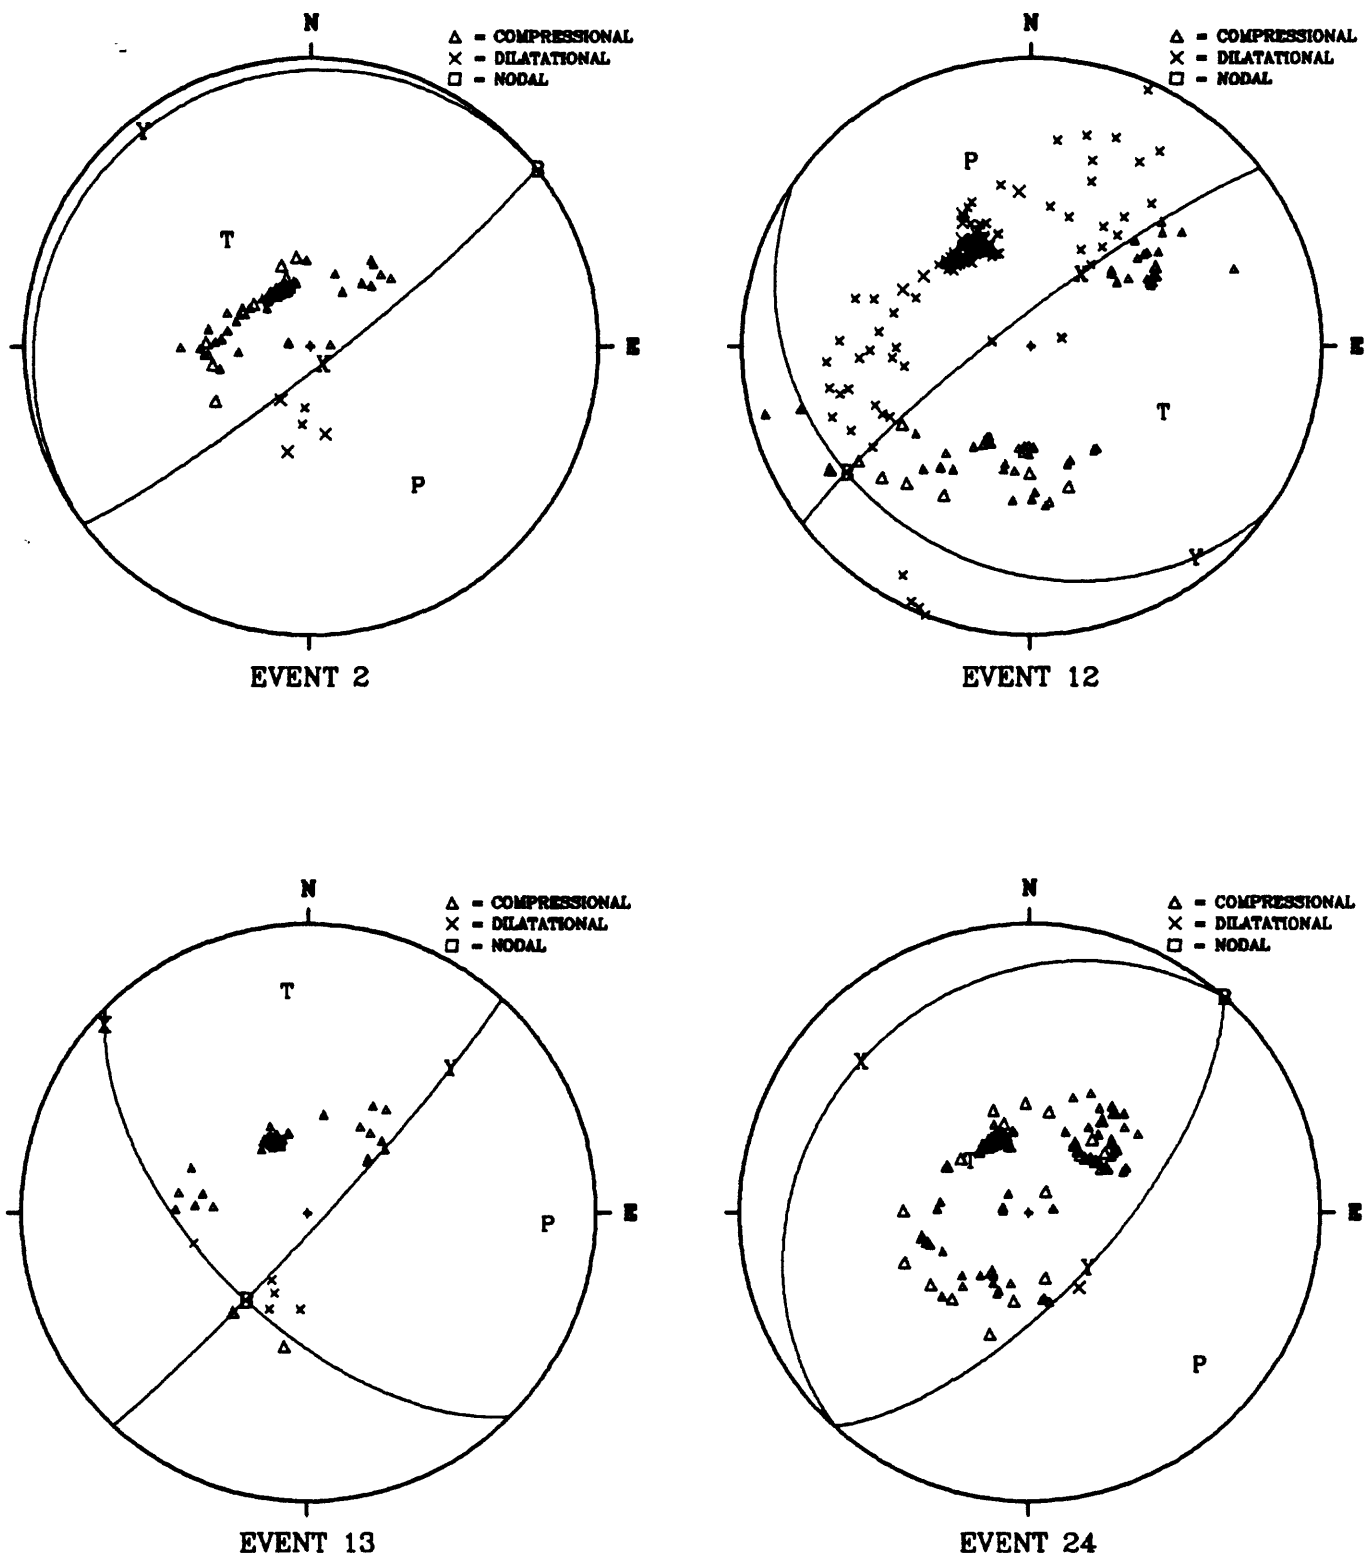 N
△ = COMPRESSIONAL
× = DILATATIONAL
□ = NODAL
Y
B
T
E
X
P
EVENT 2
N
△ = COMPRESSIONAL
× = DILATATIONAL
□ = NODAL
P
X
E
T
B
Y
EVENT 12
N
△ = COMPRESSIONAL
× = DILATATIONAL
□ = NODAL
T
X
Y
E
P
B
EVENT 13
N
△ = COMPRESSIONAL
× = DILATATIONAL
□ = NODAL
B
X
T
E
Y
P
EVENT 24